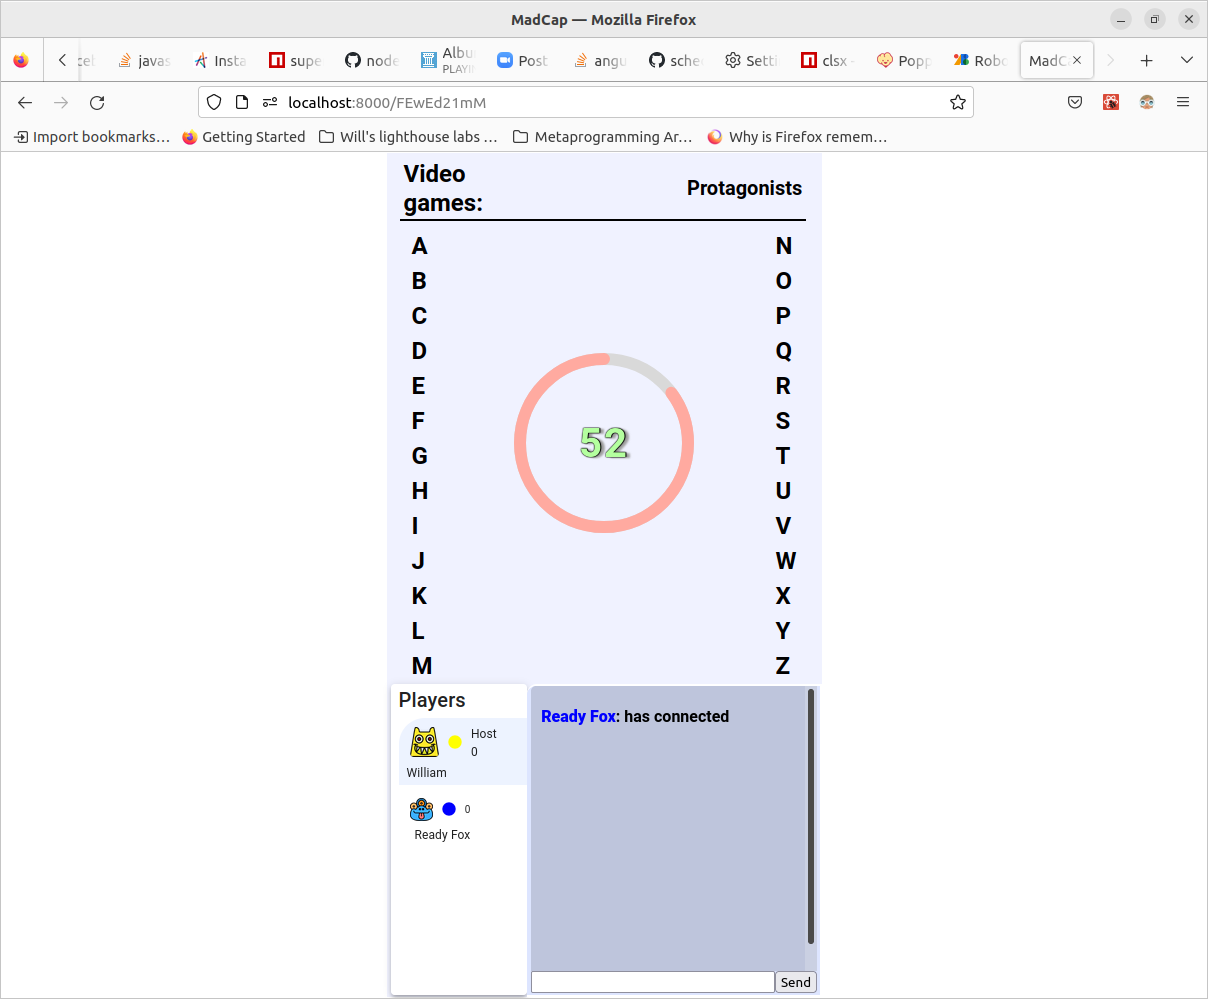 MadCap — Mozilla Firefox
javas
Insta
supe
node
Albu
PLAYI
Post
angu
sche
Setti
clsx
Popp
Robo
MadC
localhost:8000/FEwEd21mM
Import bookmarks…
Getting Started
Will's lighthouse labs …
Metaprogramming Ar…
Why is Firefox remem…
Video
games:
Protagonists
A N
B O
C P
D Q
E R
F S
52
G T
H U
I V
J W
K X
L Y
M Z
Players
Host
0
William
0
Ready Fox
Ready Fox: has connected
Send